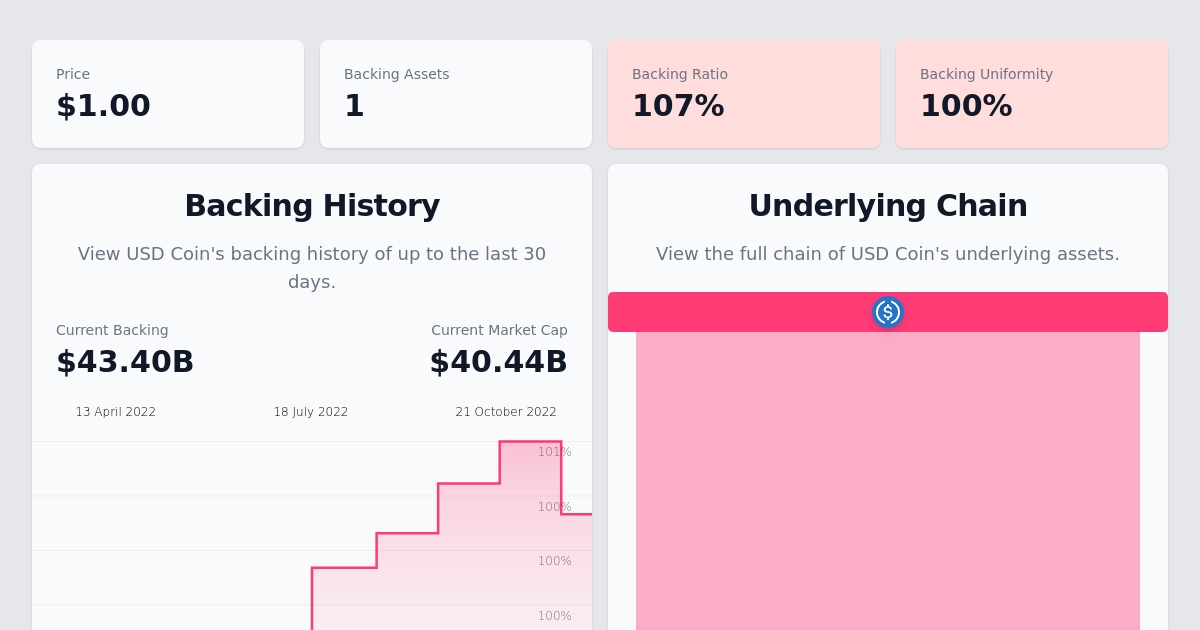 Price
$1.00
Backing Assets
1
Backing Ratio
107%
Backing Uniformity
100%
Backing History
View USD Coin's backing history of up to the last 30
days.
Current Backing
$43.40B
Current Market Cap
$40.44B
13 April 2022
18 July 2022
21 October 2022
101%
100%
100%
100%
Underlying Chain
View the full chain of USD Coin's underlying assets.
$